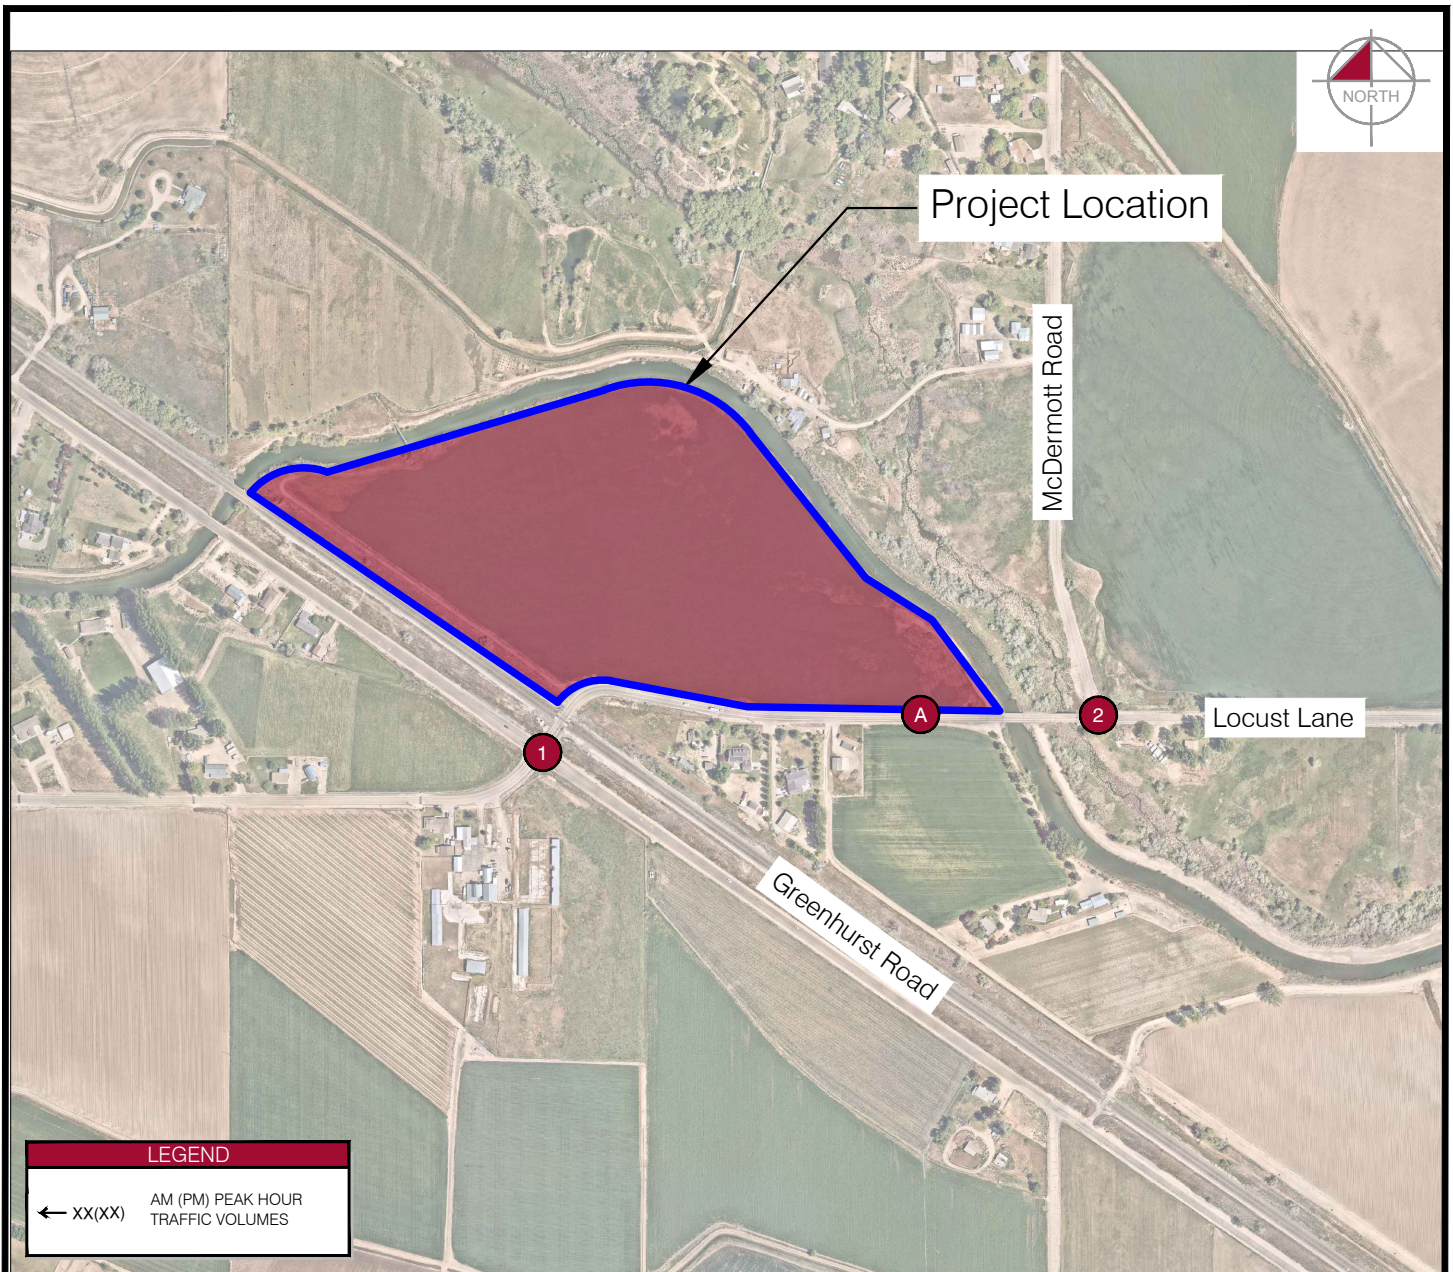 NORTH
Project Location
McDermott Road
A
2
Locust Lane
1
Greenhurst Road
LEGEND
XX(XX)
AM (PM) PEAK HOUR
TRAFFIC VOLUMES